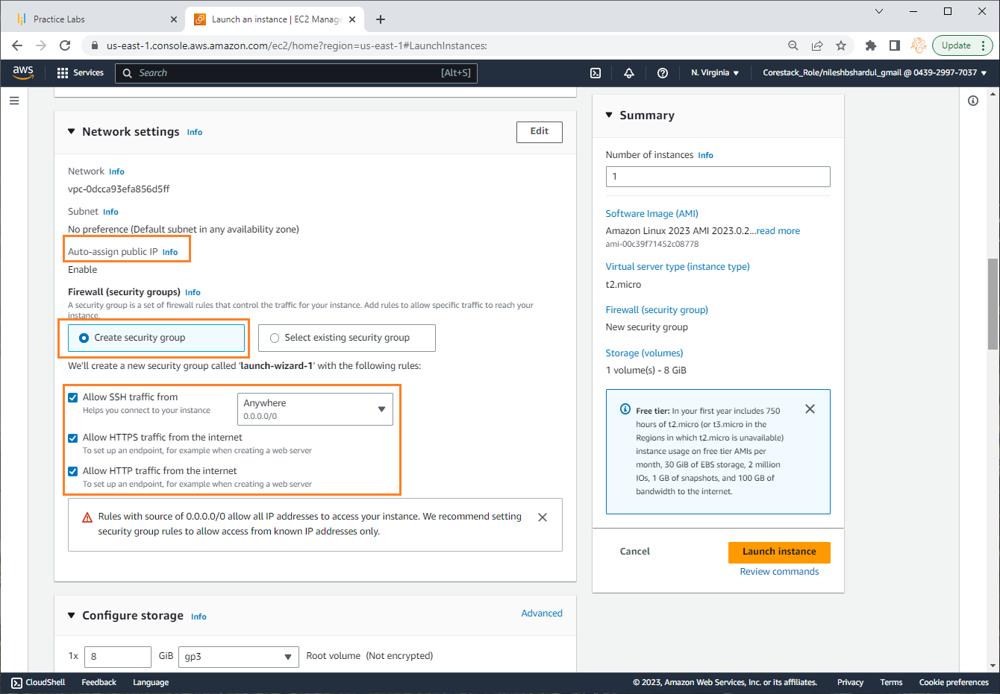 Practice Labs
Launch an instance | EC2 Manage
us-east-1.console.aws.amazon.com/ec2/home?region=us-east-1#LaunchInstances:
Update
aws
Services
Search
[Alt+S]
N. Virginia
Corestack_Role/nileshbshardul_gmail @ 0439-2997-7037
Network settings Info
Edit
Network Info
vpc-0dcca93efa856d5ff
Subnet Info
No preference (Default subnet in any availability zone)
Auto-assign public IP Info
Enable
Firewall (security groups) Info
A security group is a set of firewall rules that control the traffic for your instance. Add rules to allow specific traffic to reach your
instance.
Create security group
Select existing security group
We'll create a new security group called 'launch-wizard-1' with the following rules:
Allow SSH traffic from
Helps you connect to your instance
Anywhere
0.0.0.0/0
Allow HTTPS traffic from the internet
To set up an endpoint, for example when creating a web server
Allow HTTP traffic from the internet
To set up an endpoint, for example when creating a web server
Rules with source of 0.0.0.0/0 allow all IP addresses to access your instance. We recommend setting
security group rules to allow access from known IP addresses only.
Configure storage Info
Advanced
1x 8 GiB gp3 Root volume (Not encrypted)
Summary
Number of instances Info
1
Software Image (AMI)
Amazon Linux 2023 AMI 2023.0.2...read more
ami-00c39f71452c08778
Virtual server type (instance type)
t2.micro
Firewall (security group)
New security group
Storage (volumes)
1 volume(s) - 8 GiB
Free tier: In your first year includes 750
hours of t2.micro (or t3.micro in the
Regions in which t2.micro is unavailable)
instance usage on free tier AMIs per
month, 30 GiB of EBS storage, 2 million
IOs, 1 GB of snapshots, and 100 GB of
bandwidth to the internet.
Cancel
Launch instance
Review commands
CloudShell
Feedback
Language
© 2023, Amazon Web Services, Inc. or its affiliates.
Privacy
Terms
Cookie preferences